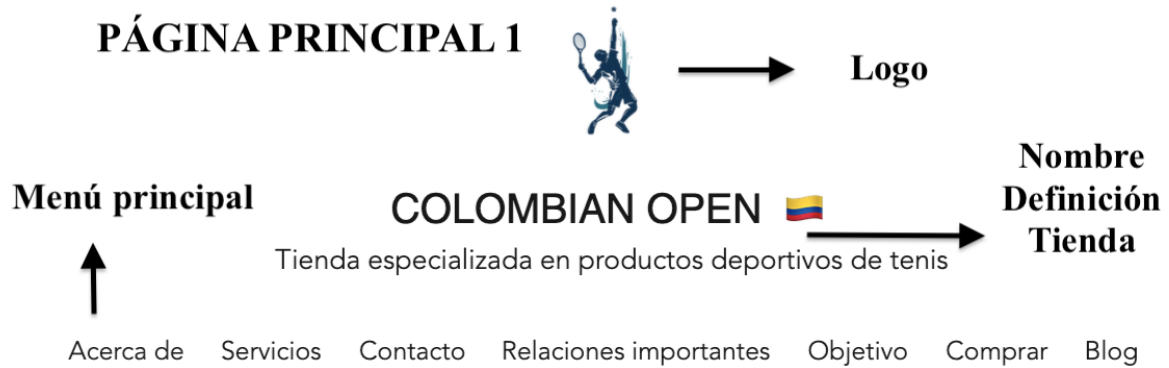 PÁGINA PRINCIPAL 1
Logo
Menú principal
COLOMBIAN OPEN 🇨🇴
Tienda especializada en productos deportivos de tenis
Nombre
Definición
Tienda
Acerca de Servicios Contacto Relaciones importantes Objetivo Comprar Blog